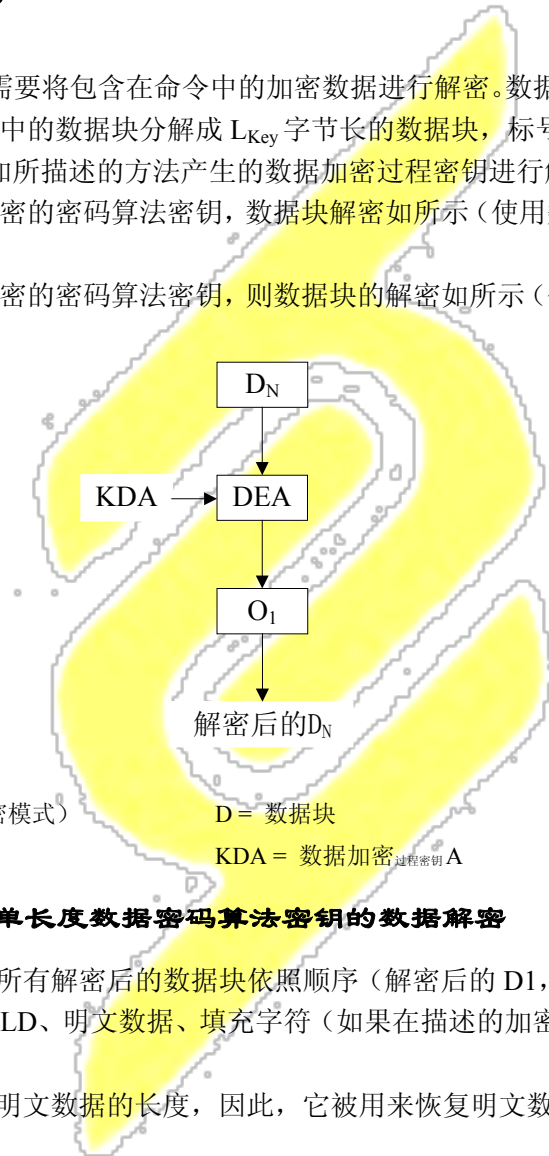 需要将包含在命令中的加密数据进行解密。数据
中的数据块分解成 LKey 字节长的数据块，标号
如所描述的方法产生的数据加密过程密钥进行
密的密码算法密钥，数据块解密如所示（使用
密的密码算法密钥，则数据块的解密如所示（
DN
KDA DEA
O1
解密后的DN
密模式） D = 数据块
KDA = 数据加密过程密钥 A
单长度数据密码算法密钥的数据解密
所有解密后的数据块依照顺序（解密后的 D1，
LD、明文数据、填充字符（如果在描述的加密
明文数据的长度，因此，它被用来恢复明文数